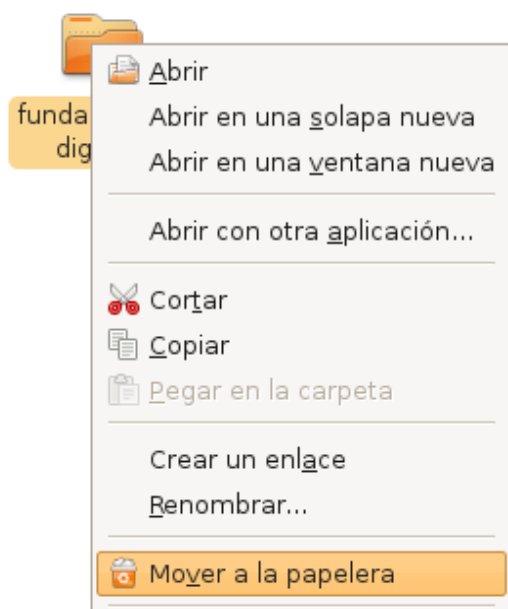 funda
dig
Abrir
Abrir en una solapa nueva
Abrir en una ventana nueva
Abrir con otra aplicación...
Cortar
Copiar
Pegar en la carpeta
Crear un enlace
Renombrar...
Mover a la papelera